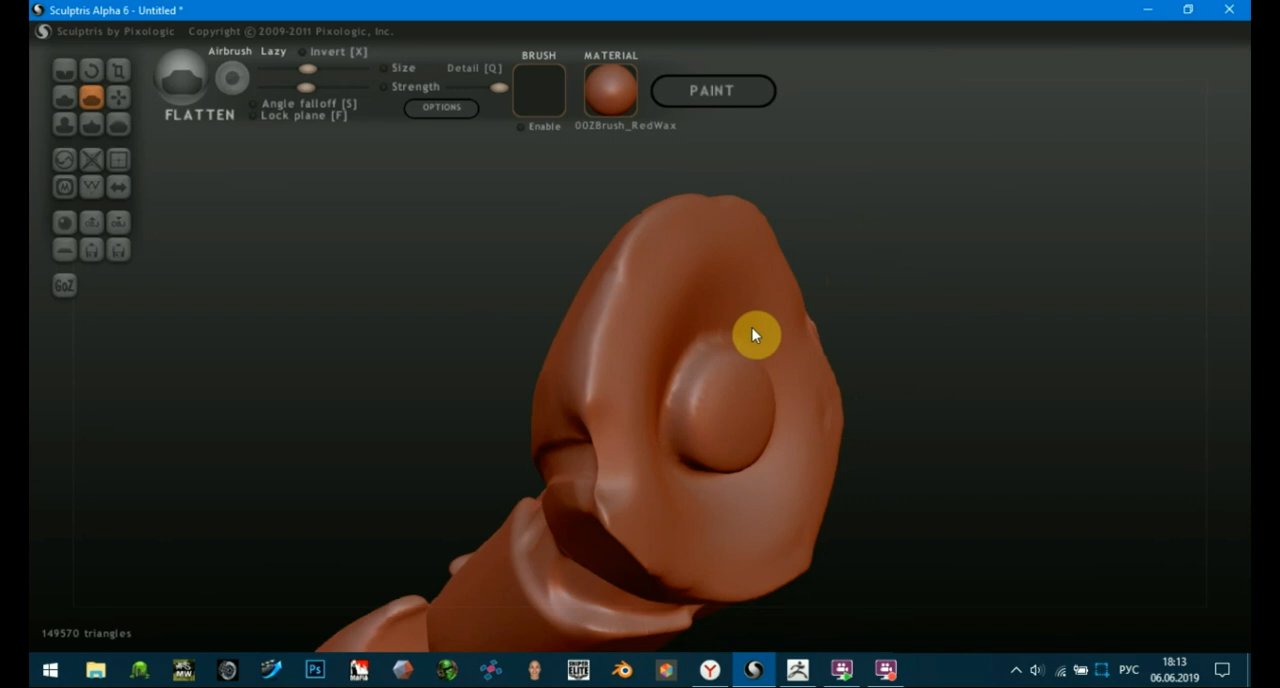 Sculptris Alpha 6 - Untitled *
Sculptris by Pixologic Copyright © 2009-2011 Pixologic, Inc.
Airbrush Lazy Invert [X]
Size Detail [Q]
Strength
Angle falloff [S]
Lock plane [F]
OPTIONS
FLATTEN
BRUSH
Enable
MATERIAL
00ZBrush_RedWax
PAINT
GoZ
149570 triangles
Ps
РУС
18:13
06.06.2019